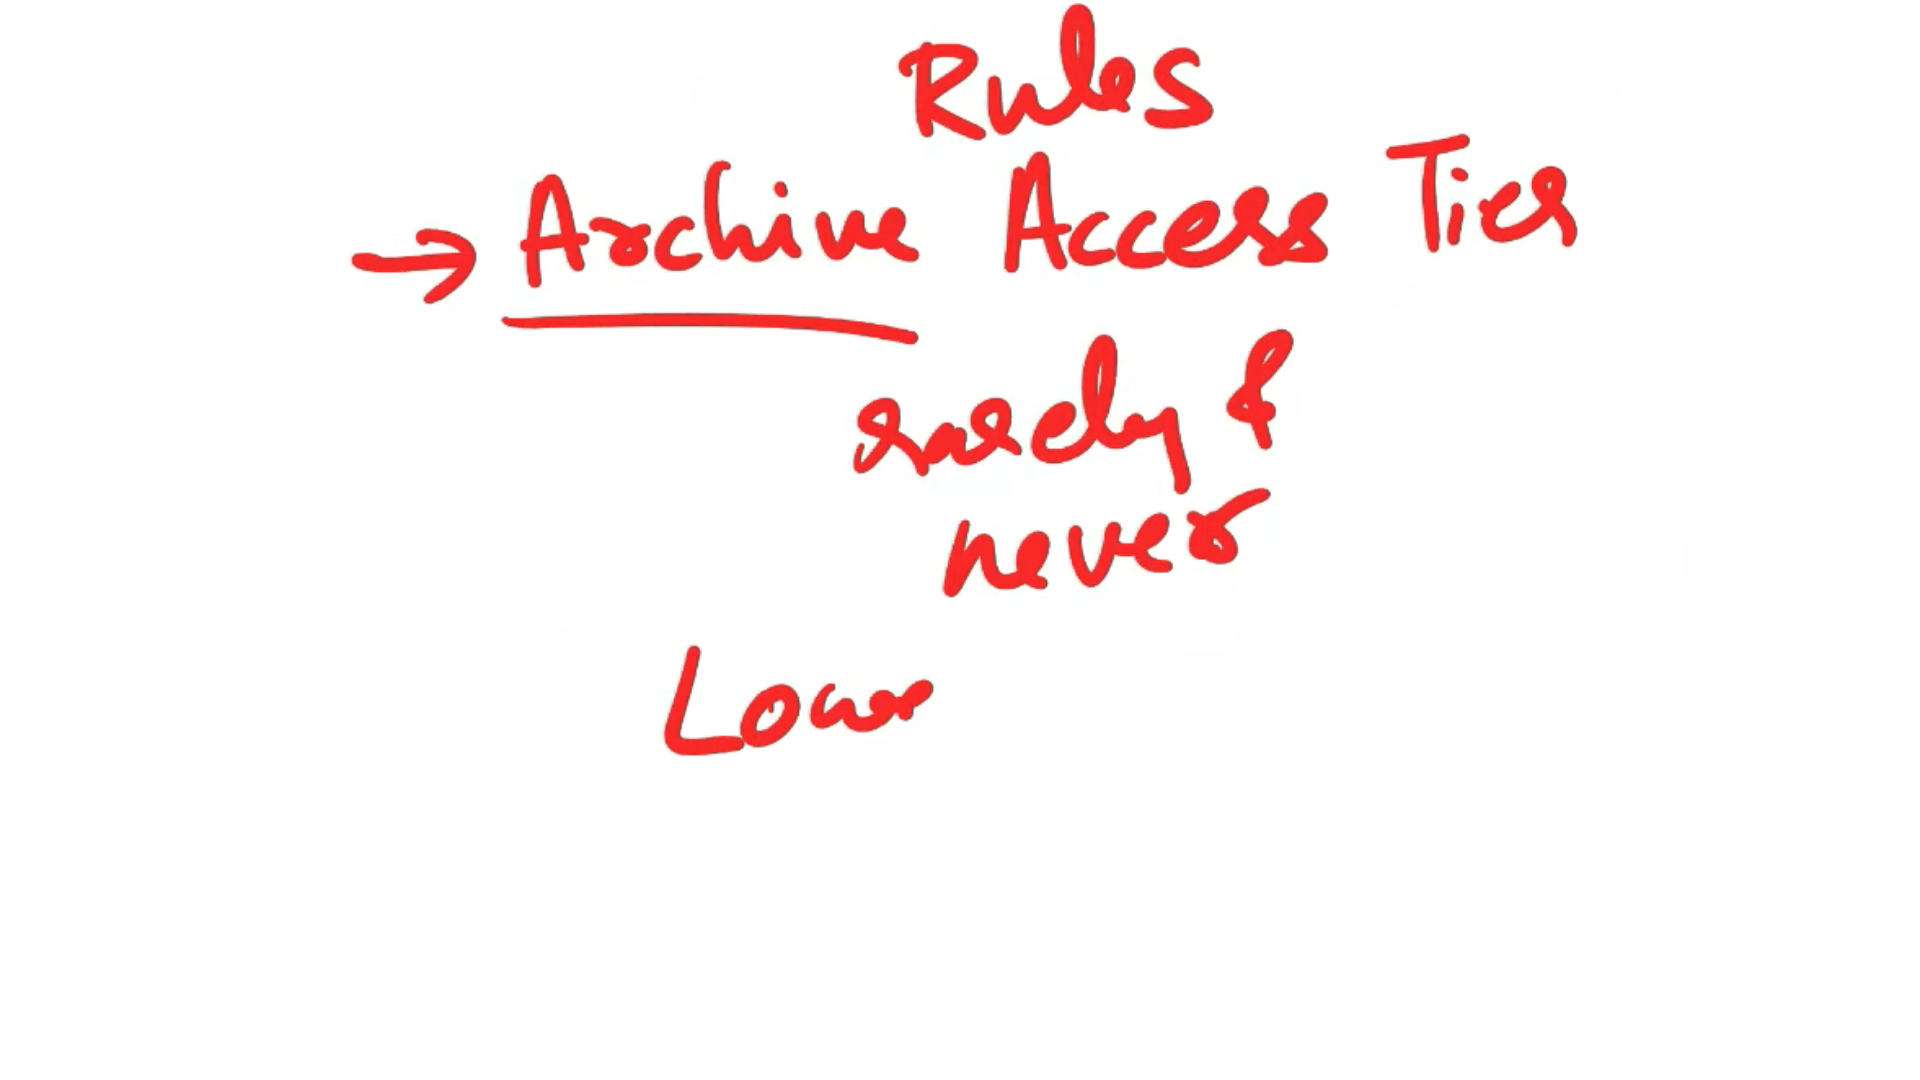 Rules
→ Archive Access Tier
rarely &
never
Lower